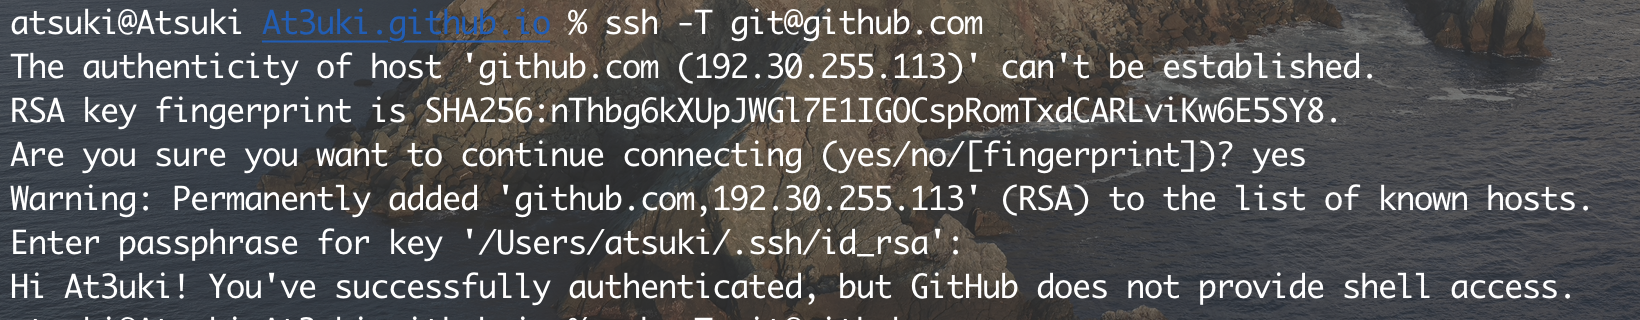 atsuki@Atsuki At3uki.github.io % ssh -T git@github.com
The authenticity of host 'github.com (192.30.255.113)' can't be established.
RSA key fingerprint is SHA256:nThbg6kXUpJWGl7E1IGOCspRomTxdCARLviKw6E5SY8.
Are you sure you want to continue connecting (yes/no/[fingerprint])? yes
Warning: Permanently added 'github.com,192.30.255.113' (RSA) to the list of known hosts.
Enter passphrase for key '/Users/atsuki/.ssh/id_rsa':
Hi At3uki! You've successfully authenticated, but GitHub does not provide shell access.